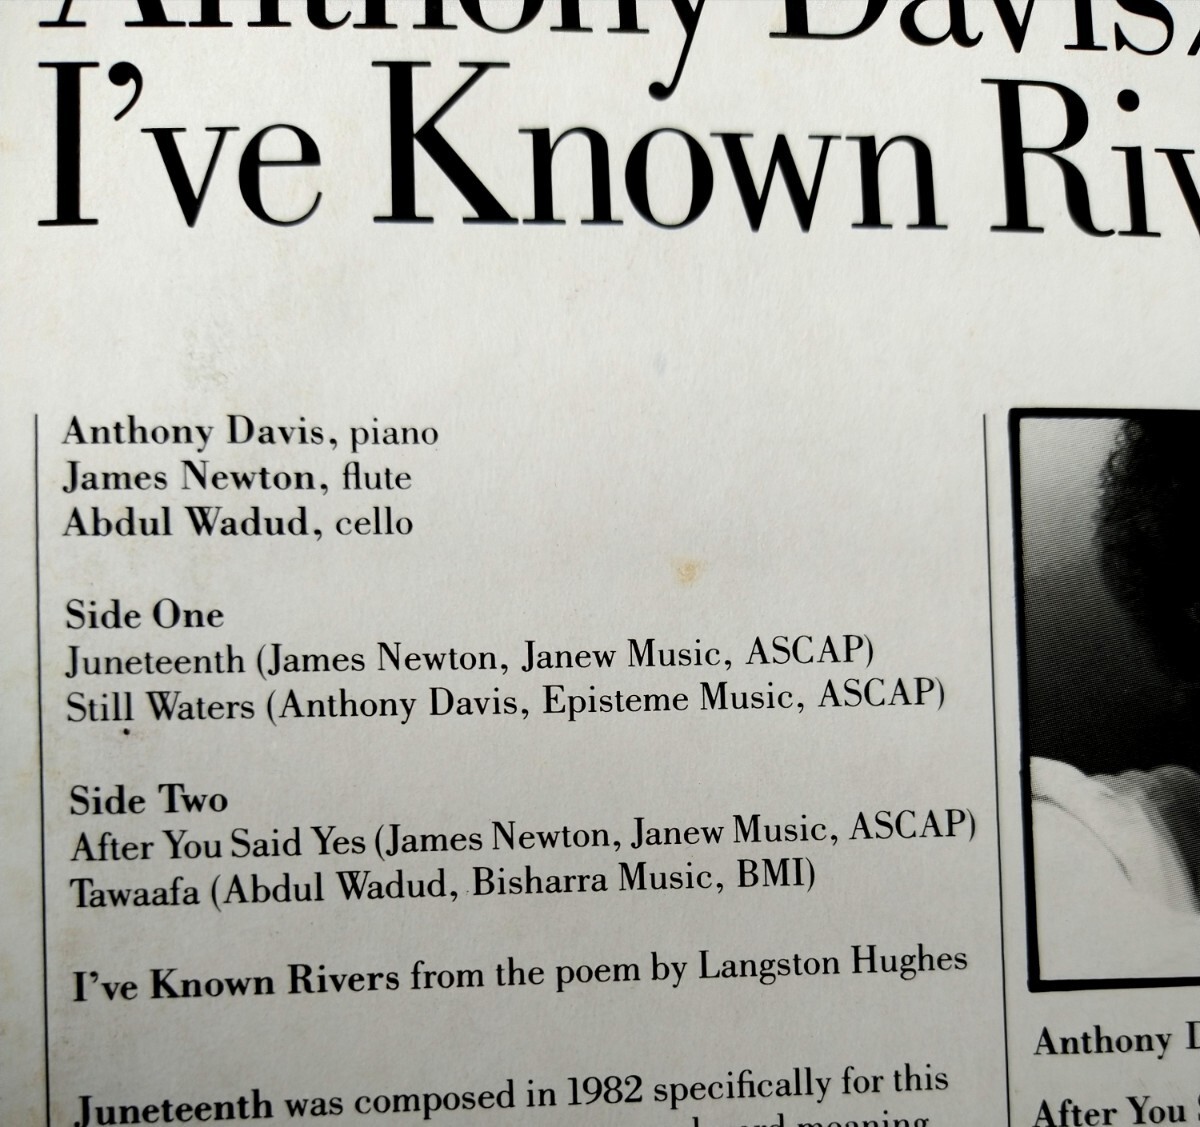 Anthony Davis
I've Known Riv
Anthony Davis, piano
James Newton, flute
Abdul Wadud, cello
Side One
Juneteenth (James Newton, Janew Music, ASCAP)
Still Waters (Anthony Davis, Episteme Music, ASCAP)
Side Two
After You Said Yes (James Newton, Janew Music, ASCAP)
Tawaafa (Abdul Wadud, Bisharra Music, BMI)
I've Known Rivers from the poem by Langston Hughes
Juneteenth was composed in 1982 specifically for this
meaning
Anthony D
After You